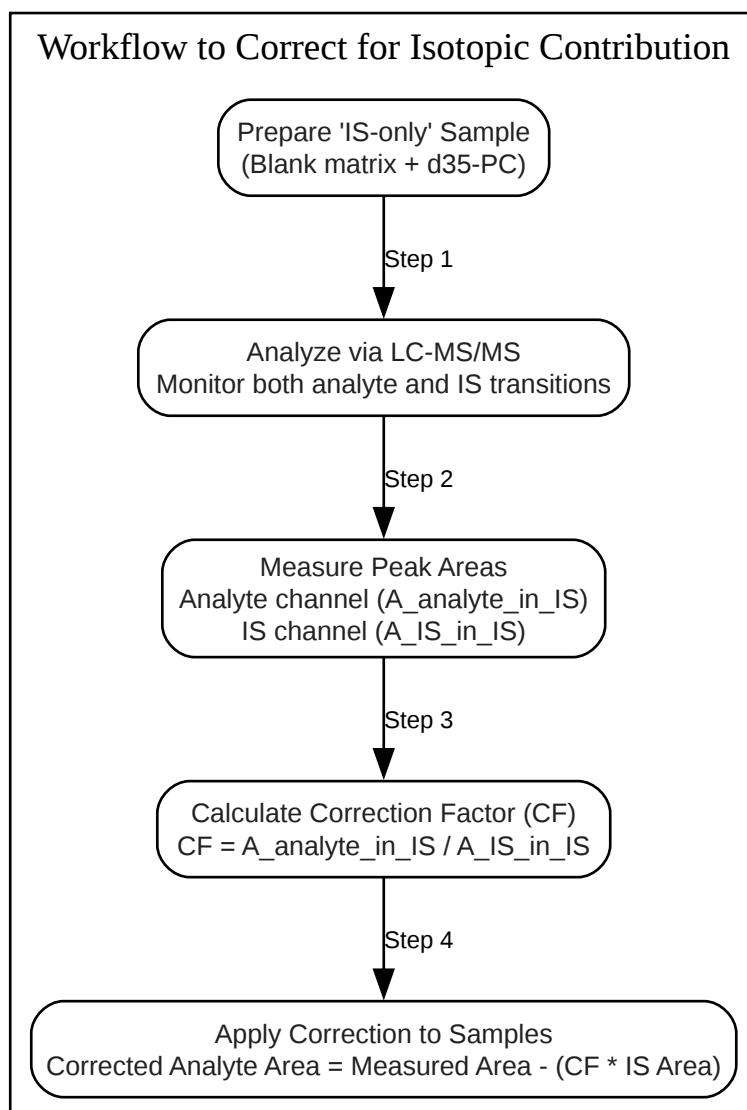 Workflow to Correct for Isotopic Contribution
Prepare 'IS-only' Sample
(Blank matrix + d35-PC)
Step 1
Analyze via LC-MS/MS
Monitor both analyte and IS transitions
Step 2
Measure Peak Areas
Analyte channel (A_analyte_in_IS)
IS channel (A_IS_in_IS)
Step 3
Calculate Correction Factor (CF)
CF = A_analyte_in_IS / A_IS_in_IS
Step 4
Apply Correction to Samples
Corrected Analyte Area = Measured Area - (CF * IS Area)